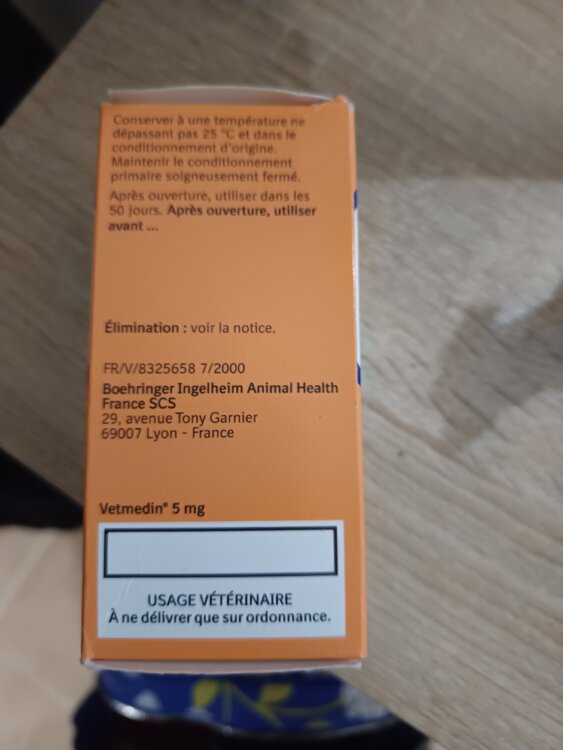 Conserver à une température ne
dépassant pas 25 °C et dans le
conditionnement d'origine.
Maintenir le conditionnement
primaire soigneusement fermé.
Après ouverture, utiliser dans les
50 jours. Après ouverture, utiliser
avant ...
Élimination : voir la notice.
FR/V/8325658 7/2000
Boehringer Ingelheim Animal Health
France SCS
29, avenue Tony Garnier
69007 Lyon - France
Vetmedin® 5 mg
USAGE VÉTÉRINAIRE
À ne délivrer que sur ordonnance.